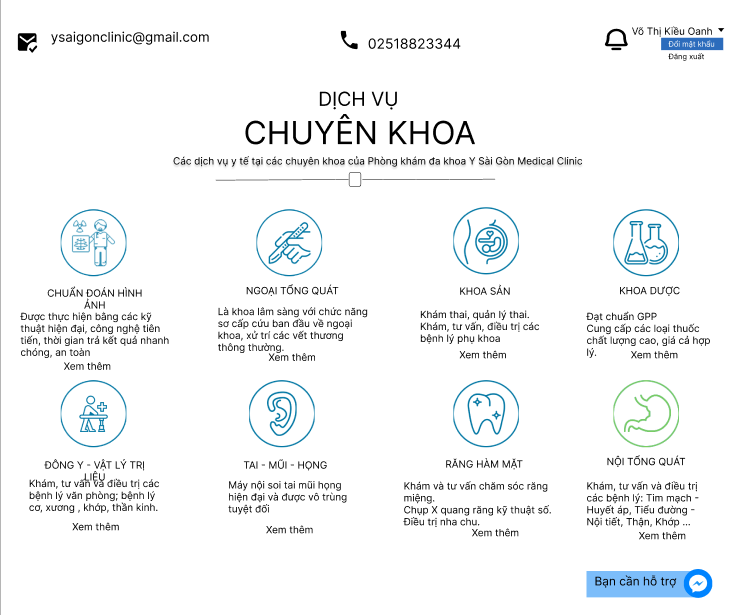 ysaigonclinic@gmail.com
02518823344
Võ Thị Kiều Oanh
Đổi mật khẩu
Đăng xuất
DỊCH VỤ
CHUYÊN KHOA
Các dịch vụ y tế tại các chuyên khoa của Phòng khám đa khoa Y Sài Gòn Medical Clinic
CHUẨN ĐOÁN HÌNH
ẢNH
Được thực hiện bằng các kỹ
thuật hiện đại, công nghệ tiên
tiến, thời gian trả kết quả nhanh
chóng, an toàn
Xem thêm
NGOẠI TỔNG QUÁT
Là khoa lâm sàng với chức năng
sơ cấp cứu ban đầu về ngoại
khoa, xử trí các vết thương
thông thường.
Xem thêm
KHOA SẢN
Khám thai, quản lý thai.
Khám, tư vấn, điều trị các
bệnh lý phụ khoa
Xem thêm
KHOA DƯỢC
Đạt chuẩn GPP
Cung cấp các loại thuốc
chất lượng cao, giá cả hợp
lý.
Xem thêm
ĐÔNG Y - VẬT LÝ TRỊ
LIỆU
Khám, tư vấn và điều trị các
bệnh lý văn phòng; bệnh lý
cơ, xương , khớp, thần kinh.
Xem thêm
TAI - MŨI - HỌNG
Máy nội soi tai mũi họng
hiện đại và được vô trùng
tuyệt đối
Xem thêm
RĂNG HÀM MẶT
Khám và tư vấn chăm sóc răng
miệng.
Chụp X quang răng kỹ thuật số.
Điều trị nha chu.
Xem thêm
NỘI TỔNG QUÁT
Khám, tư vấn và điều trị
các bệnh lý: Tim mạch -
Huyết áp, Tiểu đường -
Nội tiết, Thận, Khớp ...
Xem thêm
Bạn cần hỗ trợ